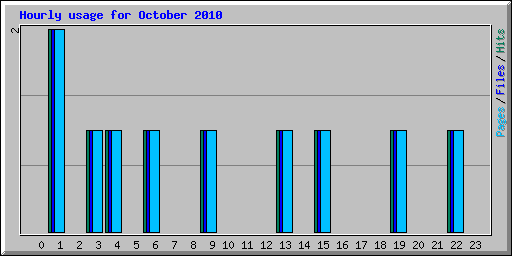 Hourly usage for October 2010
2
Pages / Files / Hits
0 1 2 3 4 5 6 7 8 9 10 11 12 13 14 15 16 17 18 19 20 21 22 23